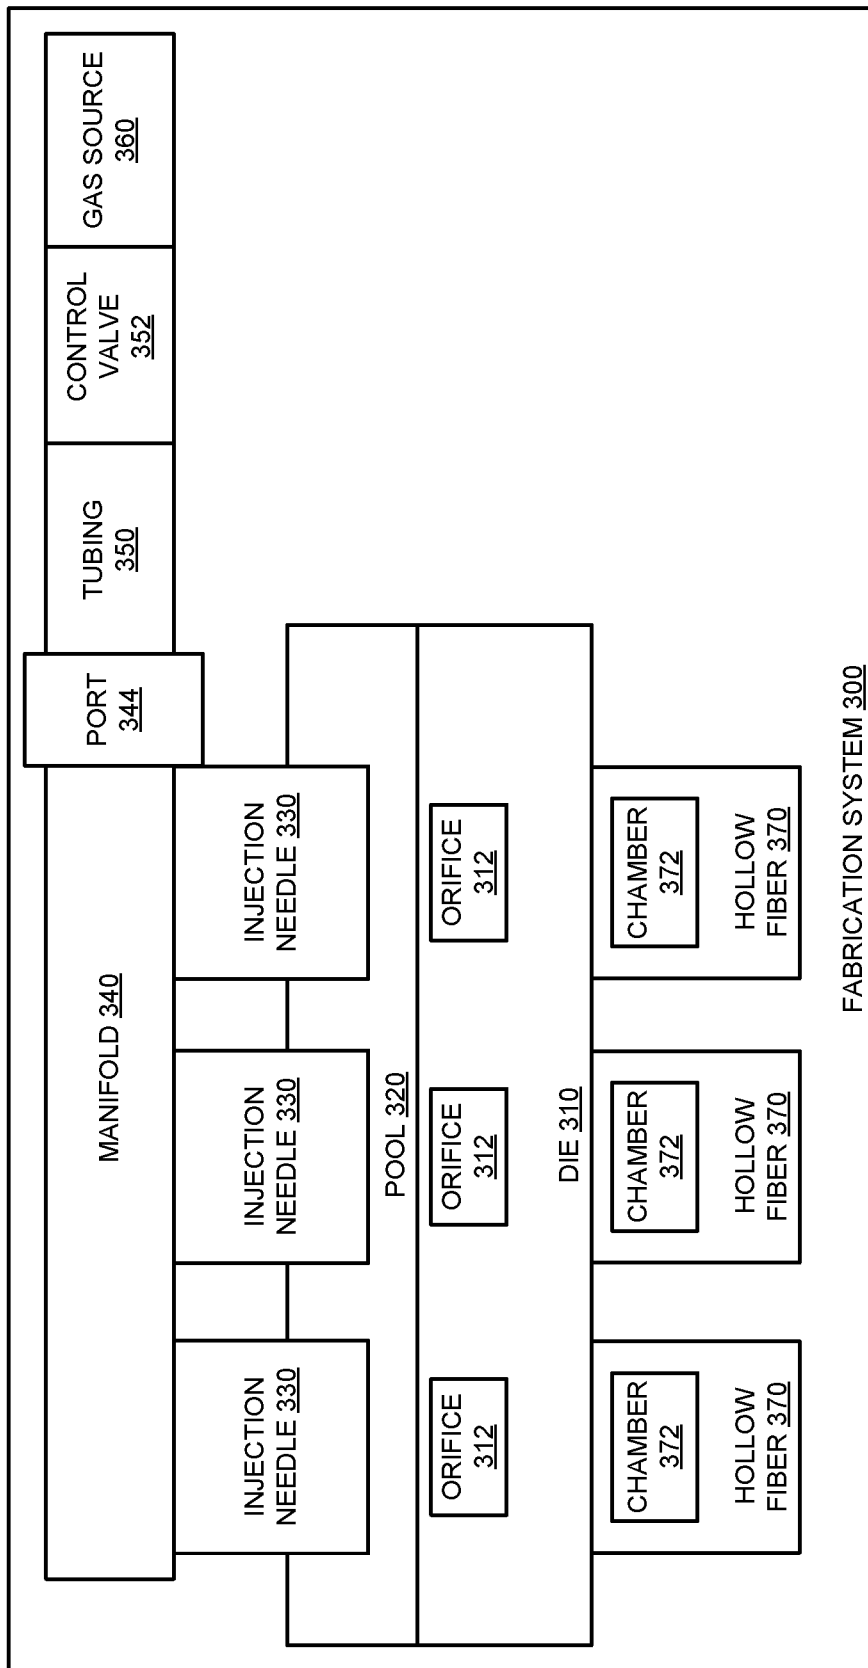 MANIFOLD 340
PORT
344
TUBING
350
CONTROL
VALVE
352
GAS SOURCE
360
INJECTION
NEEDLE 330
INJECTION
NEEDLE 330
INJECTION
NEEDLE 330
POOL 320
ORIFICE
312
ORIFICE
312
ORIFICE
312
DIE 310
CHAMBER
372
HOLLOW
FIBER 370
CHAMBER
372
HOLLOW
FIBER 370
CHAMBER
372
HOLLOW
FIBER 370
FABRICATION SYSTEM 300